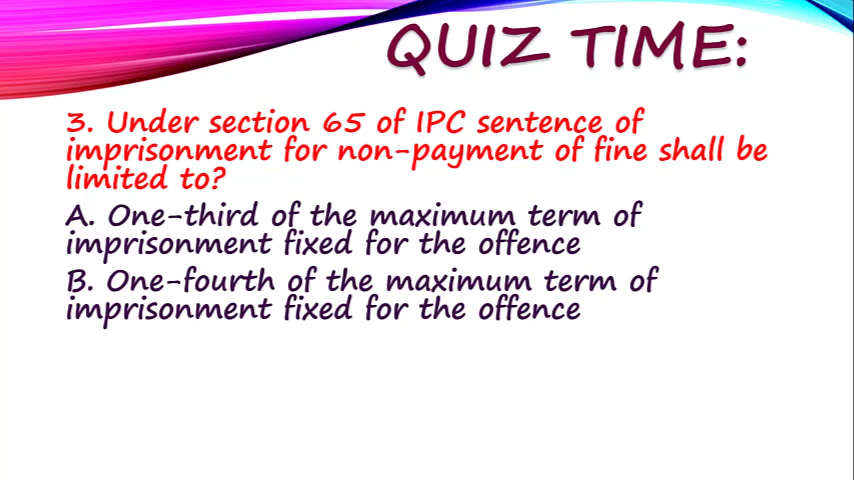 QUIZ TIME:
3. Under section 65 of IPC sentence of
imprisonment for non-payment of fine shall be
limited to?
A. One-third of the maximum term of
imprisonment fixed for the offence
B. One-fourth of the maximum term of
imprisonment fixed for the offence